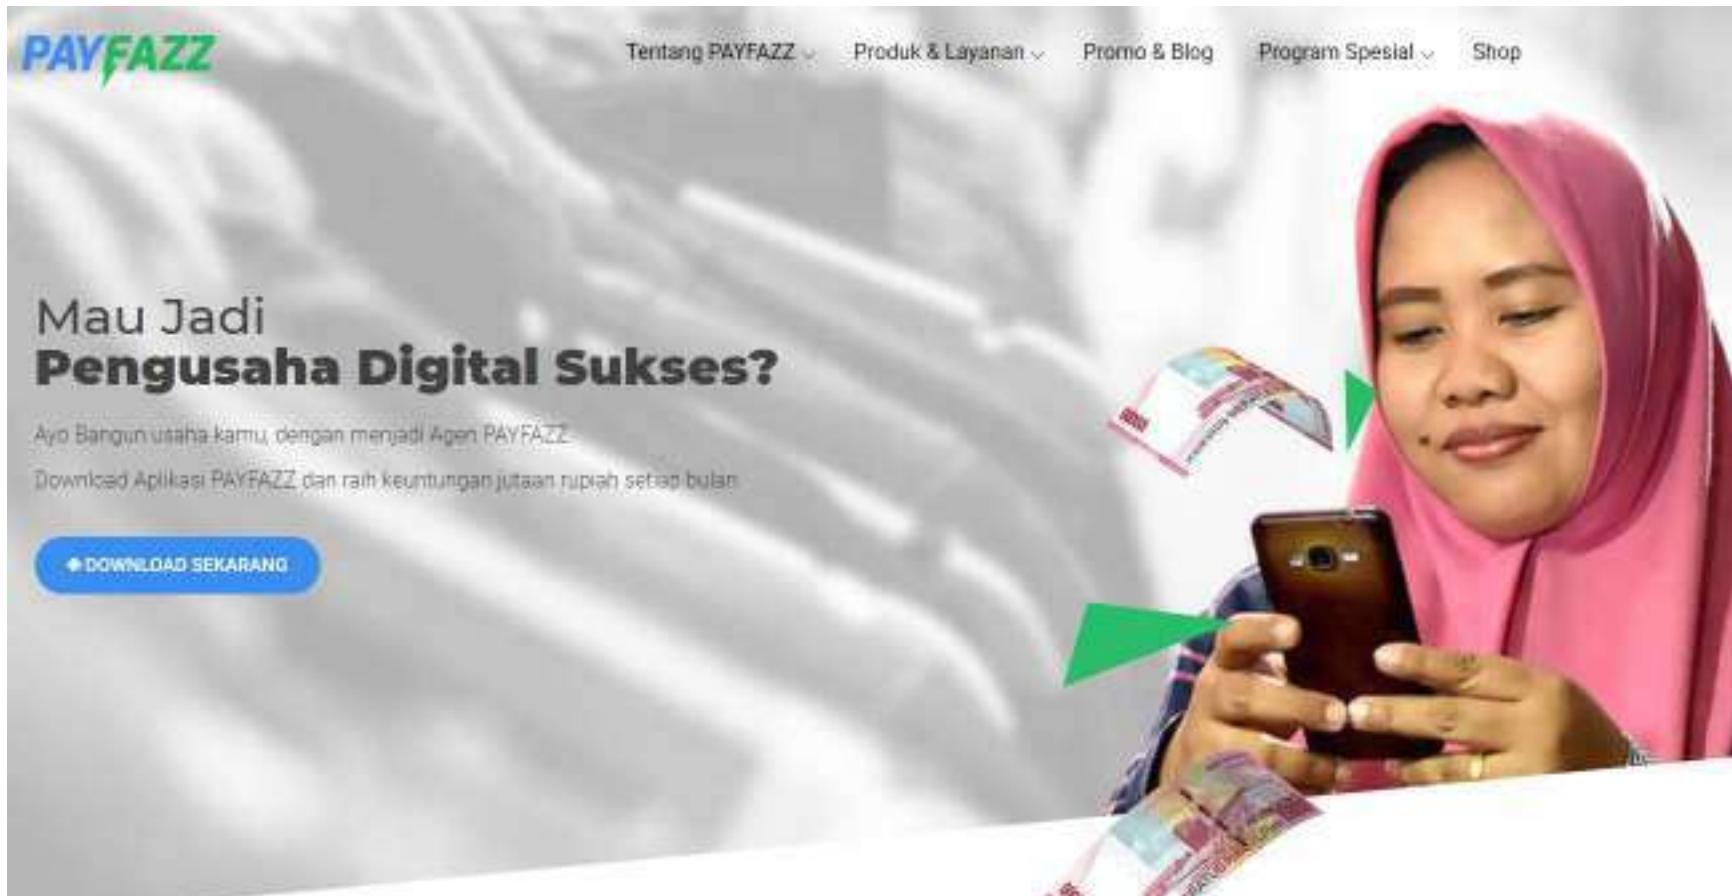 PAYFAZZ
Tentang PAYFAZZ
Produk & Layanan
Promo & Blog
Program Spesial
Shop
Mau Jadi
Pengusaha Digital Sukses?
Ayo Bangun usaha kamu, dengan menjadi Agen PAYFAZZ
Download Aplikasi PAYFAZZ dan raih keuntungan jutaan rupiah setiap bulan
DOWNLOAD SEKARANG